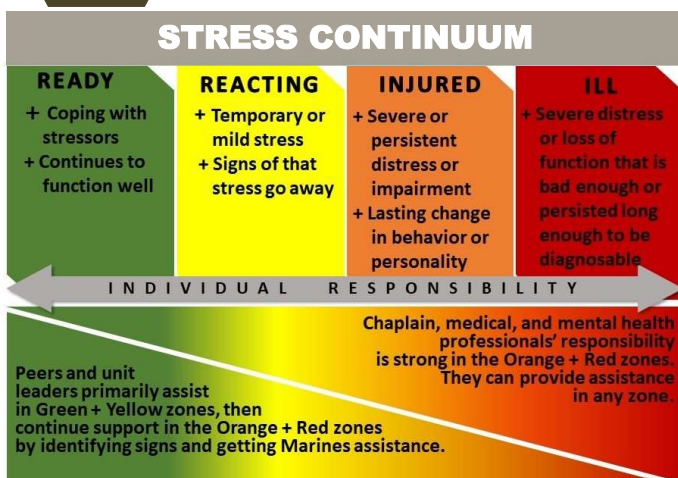 STRESS CONTINUUM
READY
+ Coping with
stressors
+ Continues to
function well
REACTING
+ Temporary or
mild stress
+ Signs of that
stress go away
INJURED
+ Severe or
persistent
distress or
impairment
+ Lasting change
in behavior or
personality
ILL
+ Severe distress
or loss of
function that is
bad enough or
persisted long
enough to be
diagnosable
INDIVIDUAL RESPONSIBILITY
Chaplain, medical, and mental health
professionals’ responsibility
is strong in the Orange + Red zones.
They can provide assistance
in any zone.
Peers and unit
leaders primarily assist
in Green + Yellow zones, then
continue support in the Orange + Red zones
by identifying signs and getting Marines assistance.